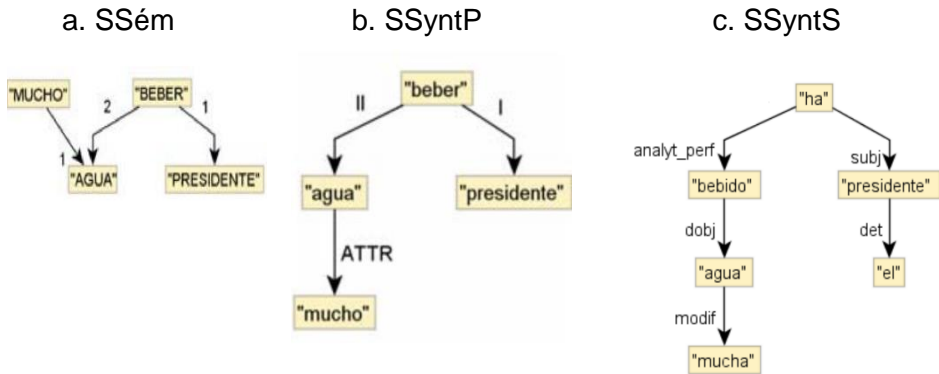 a. SSém
b. SSyntP
c. SSyntS
"MUCHO"
"BEBER"
2
1
1
"AGUA"
"PRESIDENTE"
"beber"
II
I
"agua"
"presidente"
ATTR
"mucho"
"ha"
analyt_perf
subj
"bebido"
"presidente"
dobj
det
"agua"
"el"
modif
"mucha"